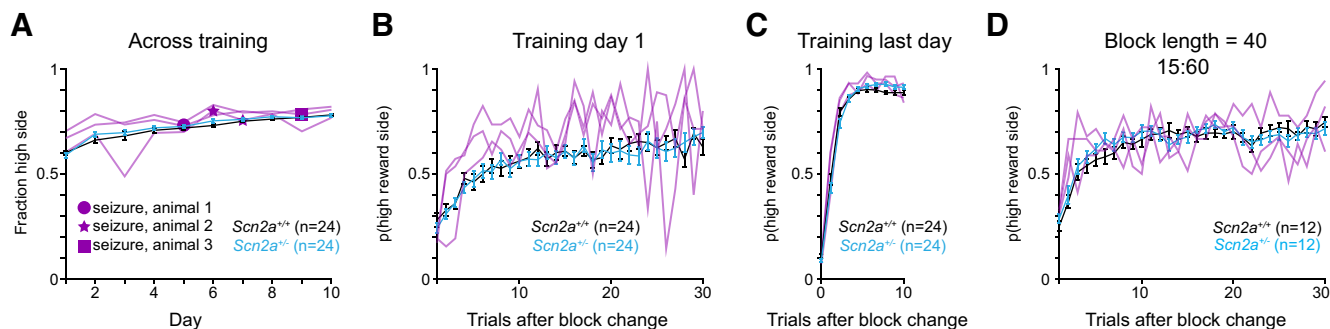 A
Across training
Fraction high side
1
0.5
0
2
4
6
8
10
Day
seizure, animal 1
seizure, animal 2
seizure, animal 3
Scn2a+/+ (n=24)
Scn2a+/- (n=24)
B
Training day 1
p(high reward side)
1
0.5
0
10
20
30
Trials after block change
Scn2a+/+ (n=24)
Scn2a+/- (n=24)
C
Training last day
p(high reward side)
1
0.5
0
0
10
Trials after block change
Scn2a+/+ (n=24)
Scn2a+/- (n=24)
D
Block length = 40
15:60
p(high reward side)
1
0.5
0
10
20
30
Trials after block change
Scn2a+/+ (n=12)
Scn2a+/- (n=12)